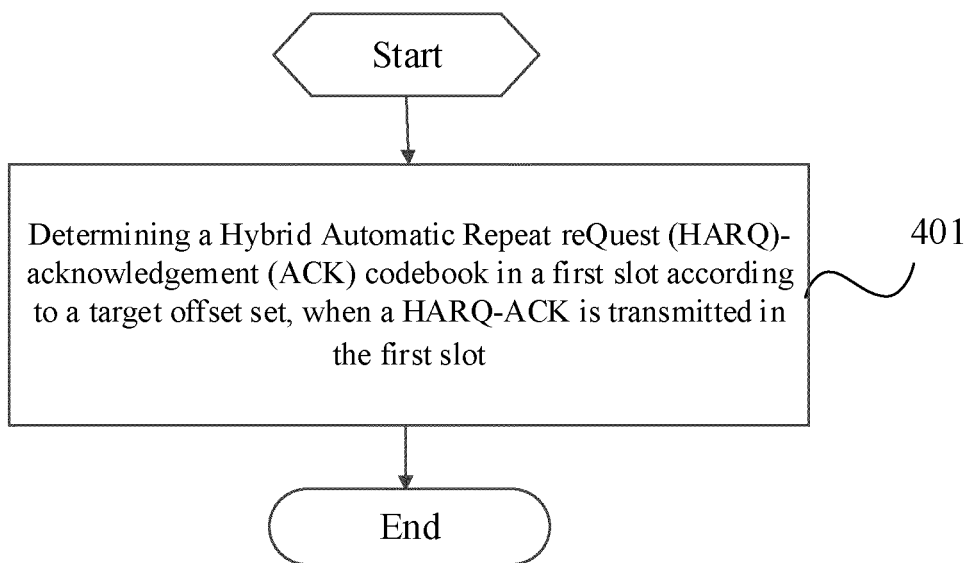 Start
Determining a Hybrid Automatic Repeat reQuest (HARQ)-
acknowledgement (ACK) codebook in a first slot according
to a target offset set, when a HARQ-ACK is transmitted in
the first slot
401
End